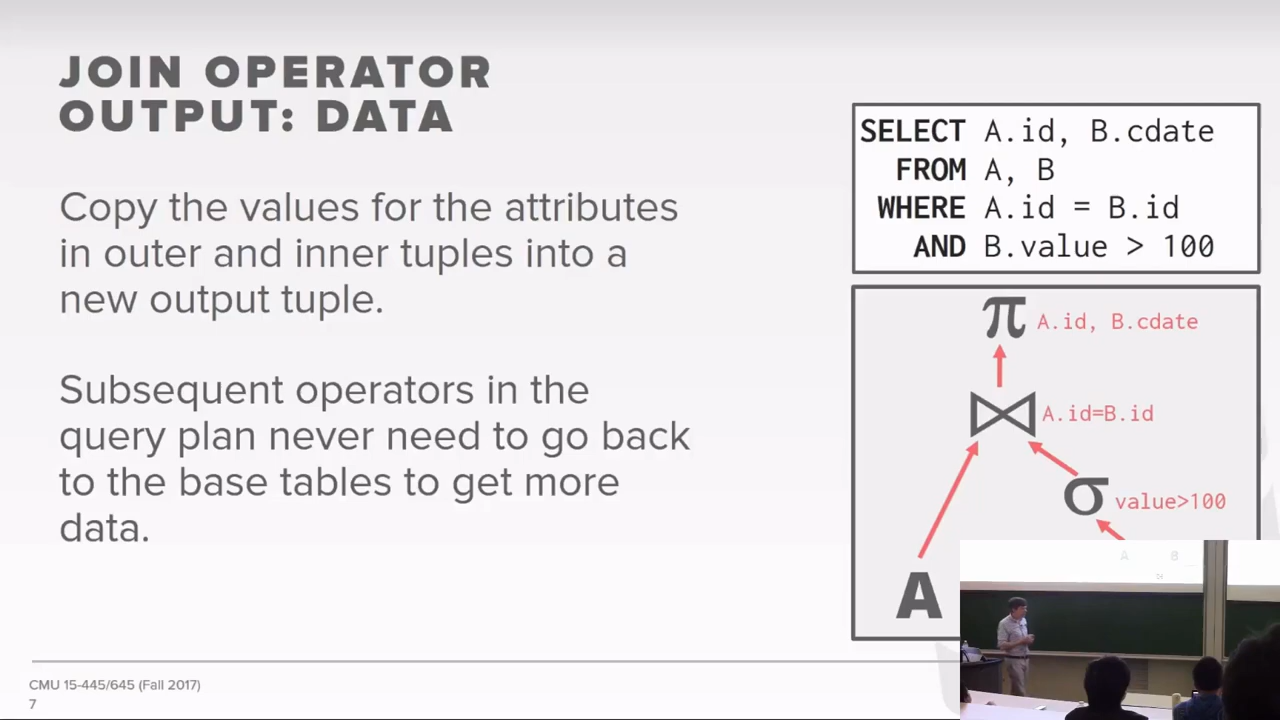 JOIN OPERATOR
OUTPUT: DATA
Copy the values for the attributes
in outer and inner tuples into a
new output tuple.
Subsequent operators in the
query plan never need to go back
to the base tables to get more
data.
SELECT A.id, B.cdate
FROM A, B
WHERE A.id = B.id
AND B.value > 100
π A.id, B.cdate
⋈ A.id=B.id
σ value>100
A
A B
CMU 15-445/645 (Fall 2017)
7